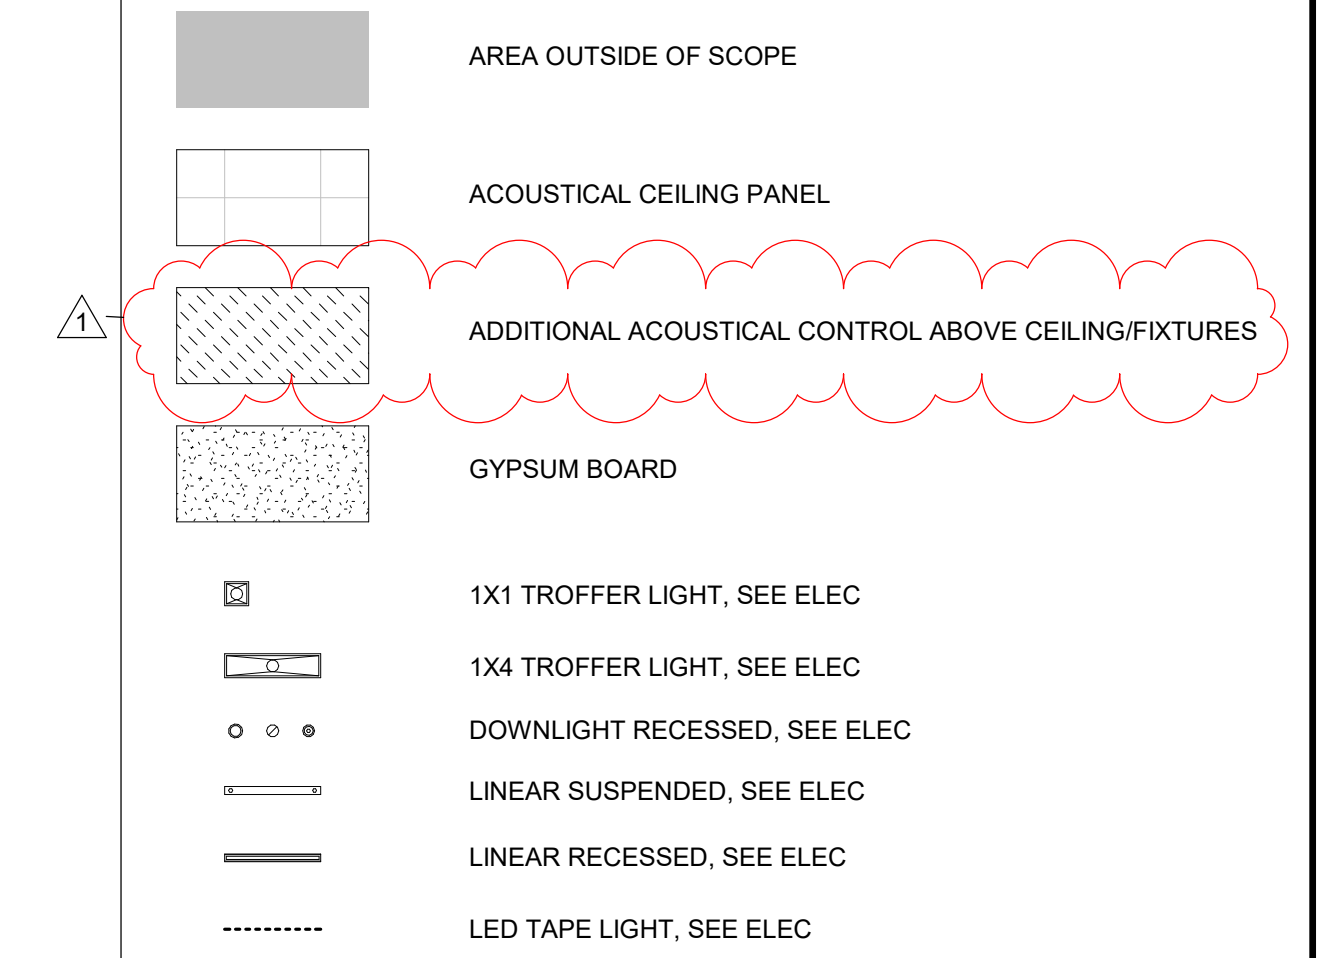 AREA OUTSIDE OF SCOPE
ACOUSTICAL CEILING PANEL
1
ADDITIONAL ACOUSTICAL CONTROL ABOVE CEILING/FIXTURES
GYPSUM BOARD
1X1 TROFFER LIGHT, SEE ELEC
1X4 TROFFER LIGHT, SEE ELEC
DOWNLIGHT RECESSED, SEE ELEC
LINEAR SUSPENDED, SEE ELEC
LINEAR RECESSED, SEE ELEC
LED TAPE LIGHT, SEE ELEC